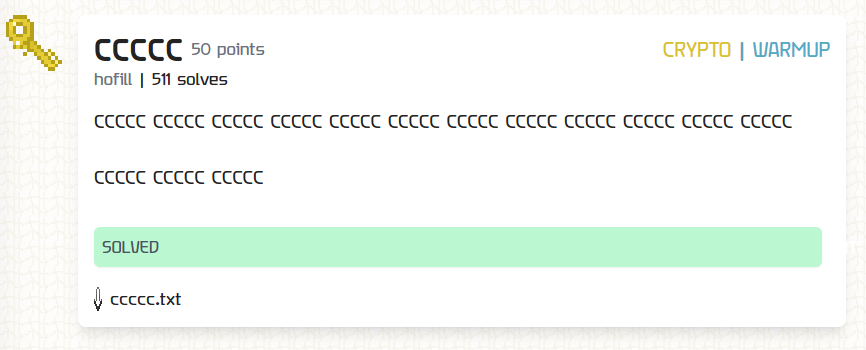 CCCCC 50 points
CRYPTO | WARMUP
hofill | 511 solves
CCCCC CCCCC CCCCC CCCCC CCCCC CCCCC CCCCC CCCCC CCCCC CCCCC CCCCC CCCCC
CCCCC CCCCC CCCCC
SOLVED
ccccc.txt